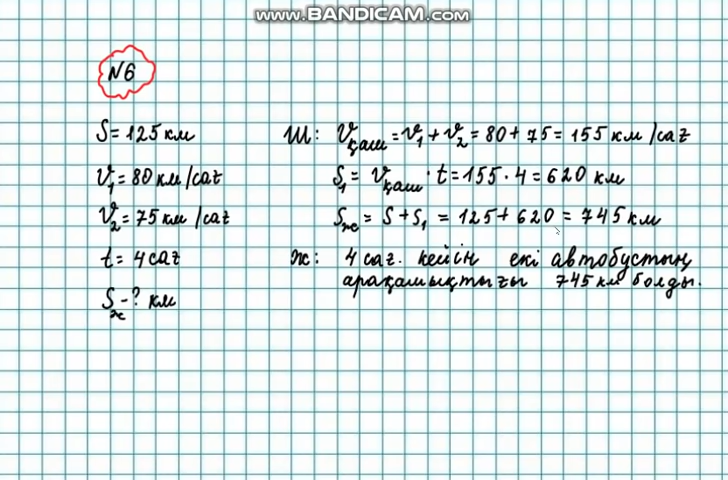 www.BANDICAM.com
N6
S = 125 км
V₁ = 80 км/сағ
V₂ = 75 км/сағ
t = 4 сағ
Sж - ? км
Ш: Vқаш = V₁ + V₂ = 80 + 75 = 155 км/сағ
S₁ = Vқаш · t = 155 · 4 = 620 км
Sж = S + S₁ = 125 + 620 = 745 км
Ж: 4 сағ. кейін екі автобустың
арақашықтығы 745 км болды.